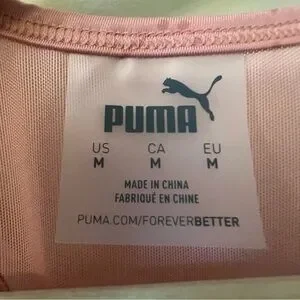 PUMA
US CA EU
M M M
MADE IN CHINA
FABRIQUÉ EN CHINE
PUMA.COM/FOREVERBETTER